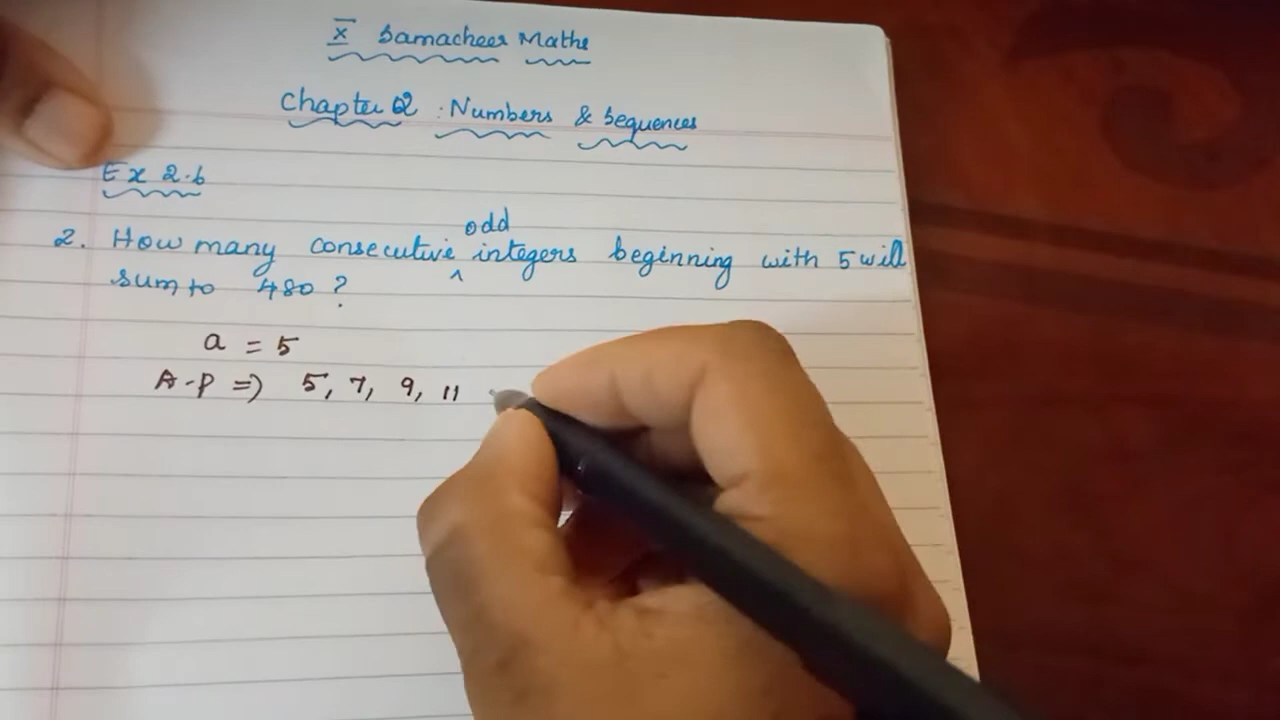 X Samacheer Maths
Chapter 2 : Numbers & Sequences
Ex 2.6
odd
2. How many consecutive ^ integers beginning with 5 will
sum to 480 ?
a = 5
A.P => 5, 7, 9, 11